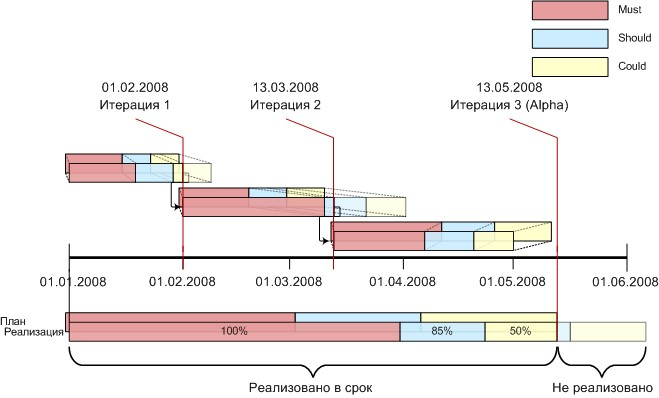 Must
Should
Could
01.02.2008
Итерация 1
13.03.2008
Итерация 2
13.05.2008
Итерация 3 (Alpha)
01.01.2008
01.02.2008
01.03.2008
01.04.2008
01.05.2008
01.06.2008
План
Реализация
100%
85%
50%
Реализовано в срок
Не реализовано